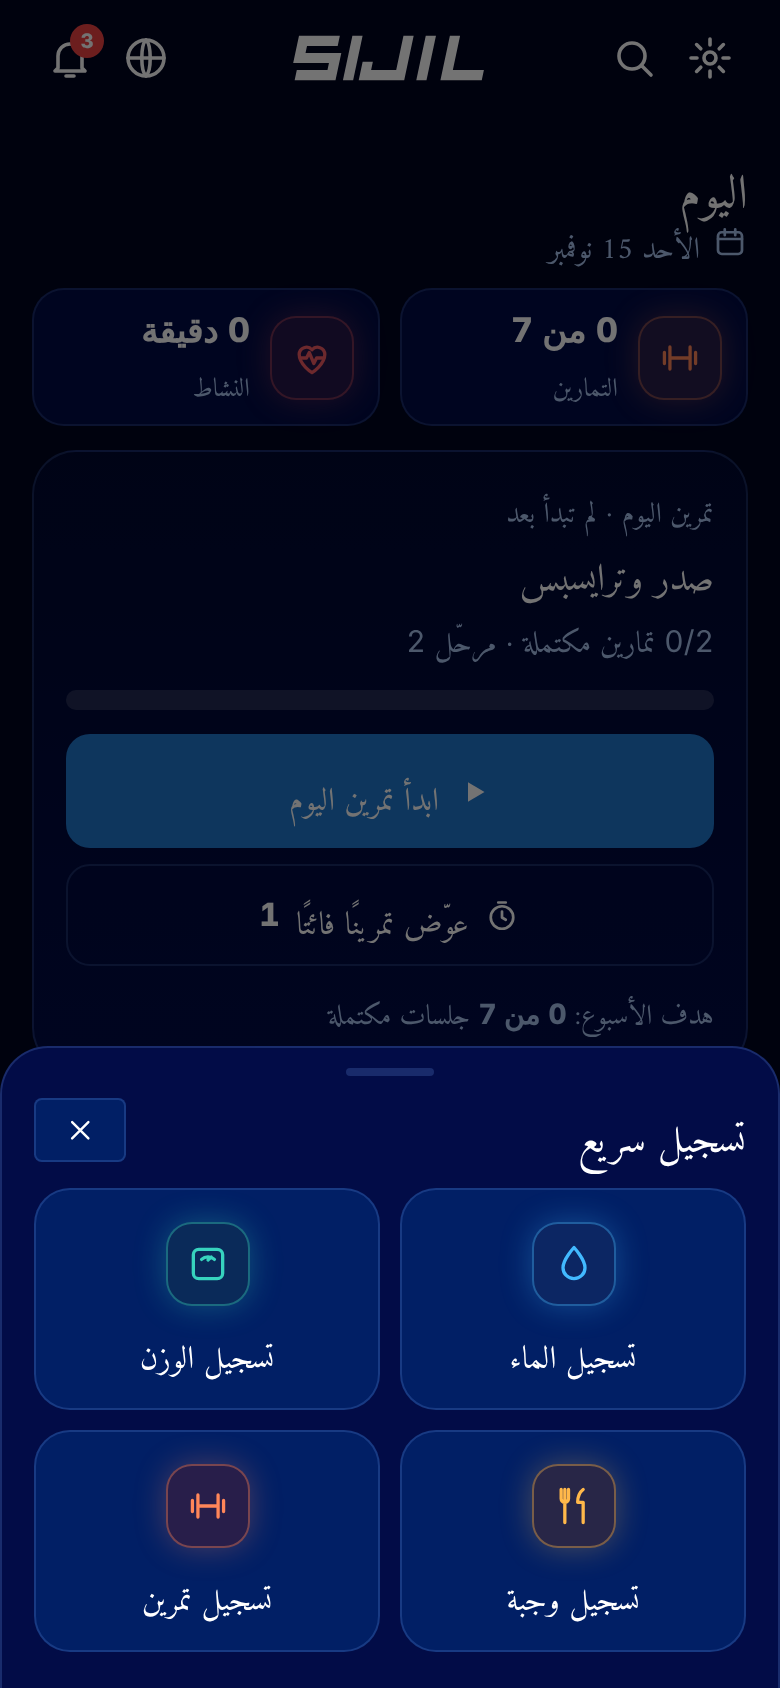 3
SIJIL
اليوم
الأحد 15 نوفمبر
0 من 7
التمارين
0 دقيقة
النشاط
تمرين اليوم · لم تبدأ بعد
صدر وترايسبس
0/2 تمارين مكتملة · مرحّل 2
ابدأ تمرين اليوم
عوّض تمرينًا فائتًا 1
هدف الأسبوع: 0 من 7 جلسات مكتملة
تسجيل سريع
تسجيل الماء
تسجيل الوزن
تسجيل وجبة
تسجيل تمرين